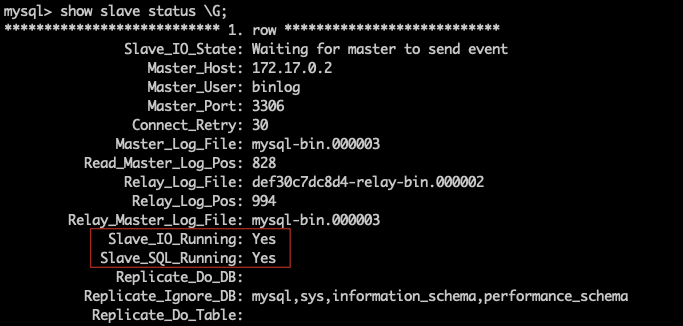 mysql> show slave status \G;
*************************** 1. row ***************************
Slave_IO_State: Waiting for master to send event
Master_Host: 172.17.0.2
Master_User: binlog
Master_Port: 3306
Connect_Retry: 30
Master_Log_File: mysql-bin.000003
Read_Master_Log_Pos: 828
Relay_Log_File: def30c7dc8d4-relay-bin.000002
Relay_Log_Pos: 994
Relay_Master_Log_File: mysql-bin.000003
Slave_IO_Running: Yes
Slave_SQL_Running: Yes
Replicate_Do_DB:
Replicate_Ignore_DB: mysql,sys,information_schema,performance_schema
Replicate_Do_Table: